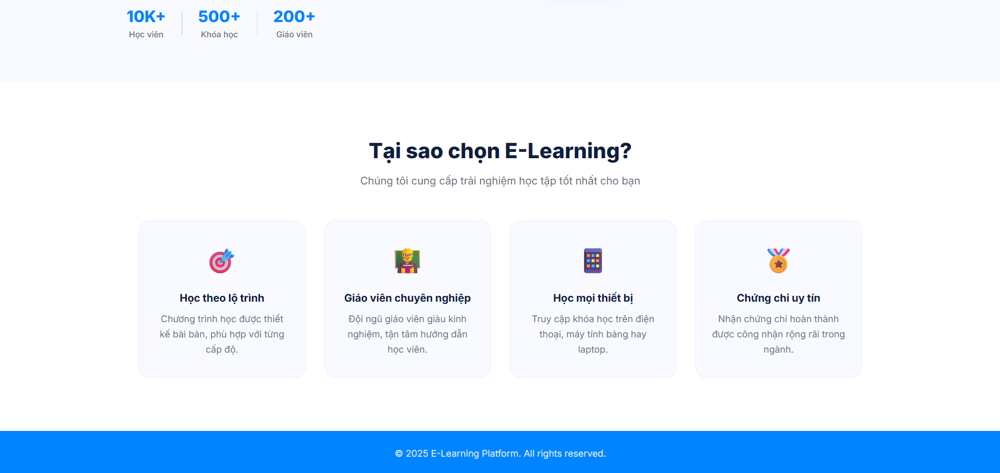 10K+
Học viên
500+
Khóa học
200+
Giáo viên
Tại sao chọn E-Learning?
Chúng tôi cung cấp trải nghiệm học tập tốt nhất cho bạn
Học theo lộ trình
Chương trình học được thiết
kế bài bản, phù hợp với từng
cấp độ.
Giáo viên chuyên nghiệp
Đội ngũ giáo viên giàu kinh
nghiệm, tận tâm hướng dẫn
học viên.
Học mọi thiết bị
Truy cập khóa học trên điện
thoại, máy tính bảng hay
laptop.
Chứng chỉ uy tín
Nhận chứng chỉ hoàn thành
được công nhận rộng rãi trong
ngành.
© 2025 E-Learning Platform. All rights reserved.